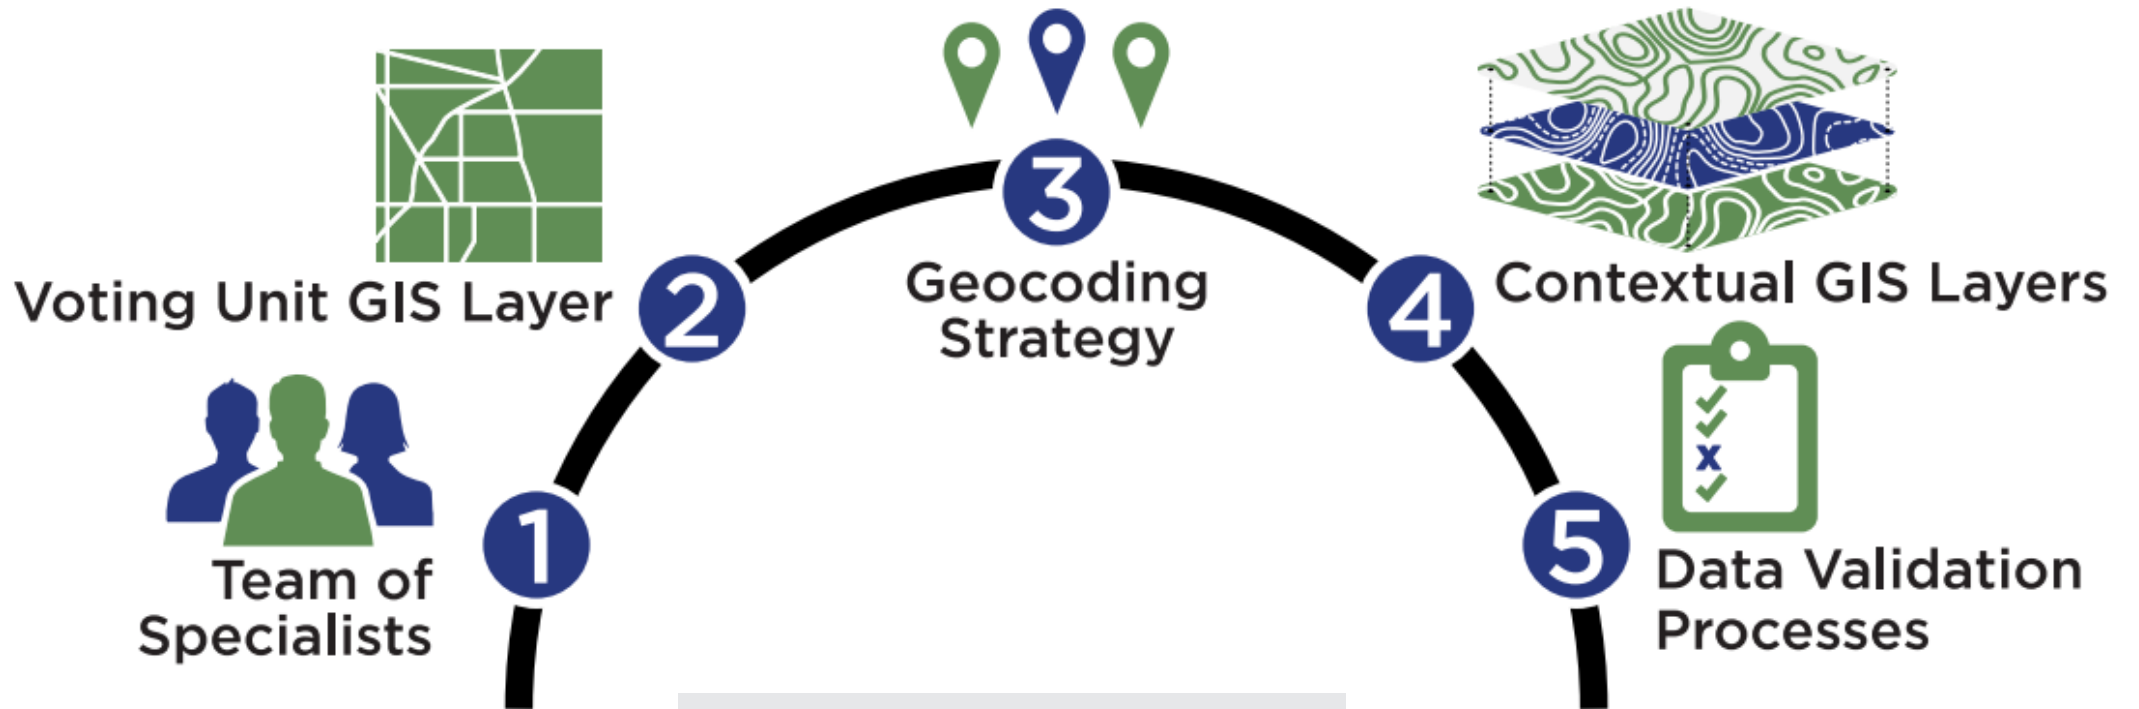 1
Team of
Specialists
2
Voting Unit GIS Layer
3
Geocoding
Strategy
4
Contextual GIS Layers
5
Data Validation
Processes